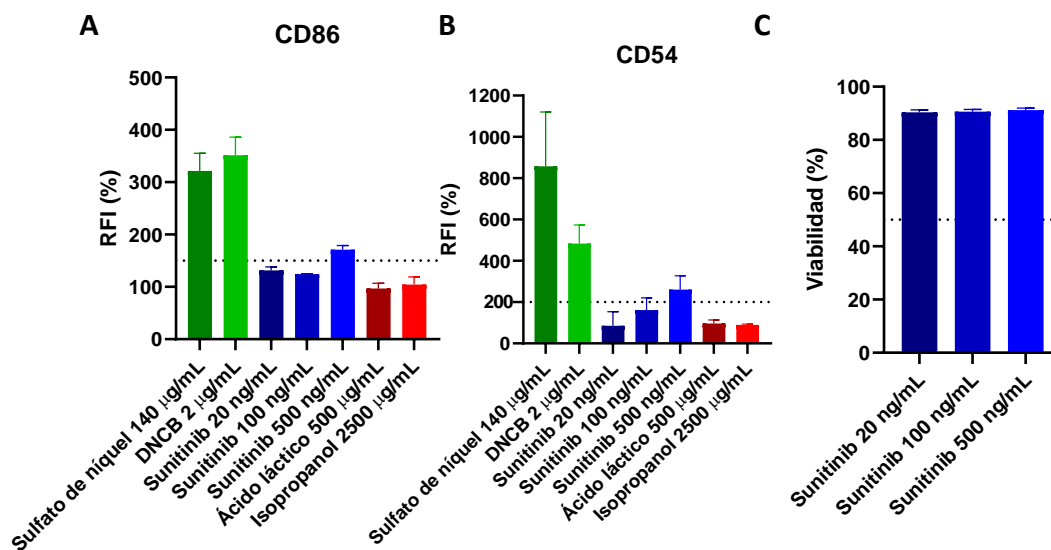 A
CD86
RFI (%)
500
400
300
200
100
0
Sulfato de níquel 140 µg/mL
DNCB 2 µg/mL
Sunitinib 20 ng/mL
Sunitinib 100 ng/mL
Sunitinib 500 ng/mL
Ácido láctico 500 µg/mL
Isopropanol 2500 µg/mL
B
CD54
RFI (%)
1200
1000
800
600
400
200
0
Sulfato de níquel 140 µg/mL
DNCB 2 µg/mL
Sunitinib 20 ng/mL
Sunitinib 100 ng/mL
Sunitinib 500 ng/mL
Ácido láctico 500 µg/mL
Isopropanol 2500 µg/mL
C
Viabilidad (%)
100
80
60
40
20
0
Sunitinib 20 ng/mL
Sunitinib 100 ng/mL
Sunitinib 500 ng/mL